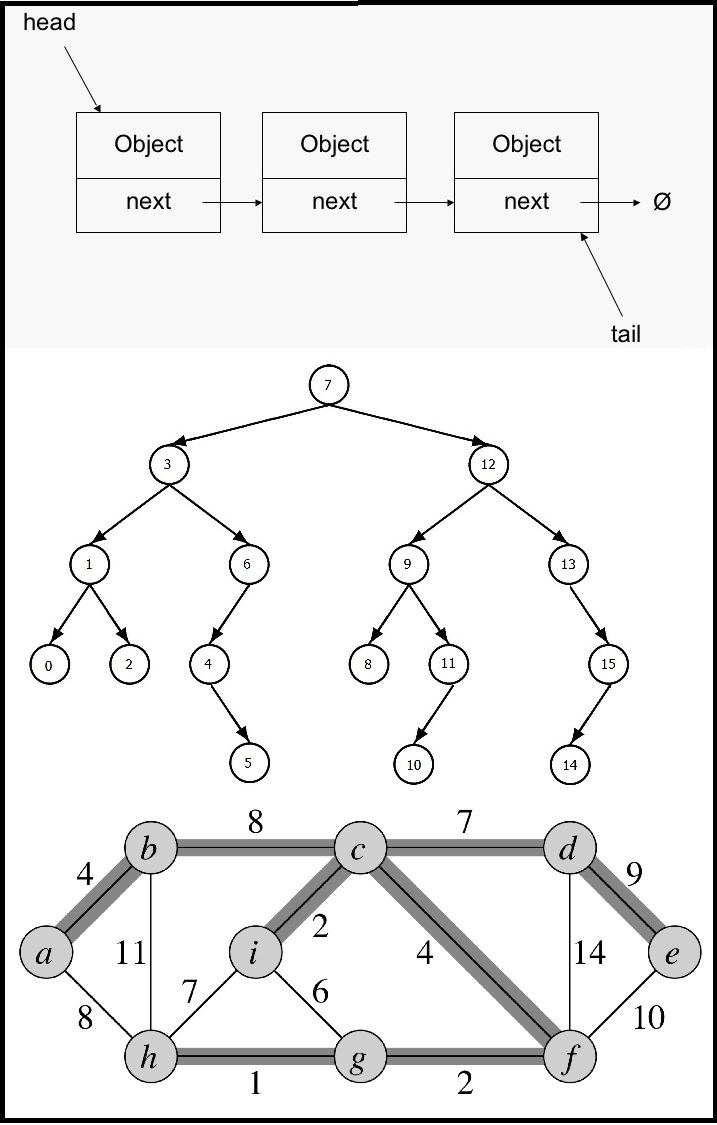 head
Object Object Object
next next next Ø
tail
7
3 12
1 6 9 13
0 2 4 8 11 15
5 10 14
8 7
b c d
4 9
2
a 11 i 4 14 e
7 6
8 10
h g f
1 2